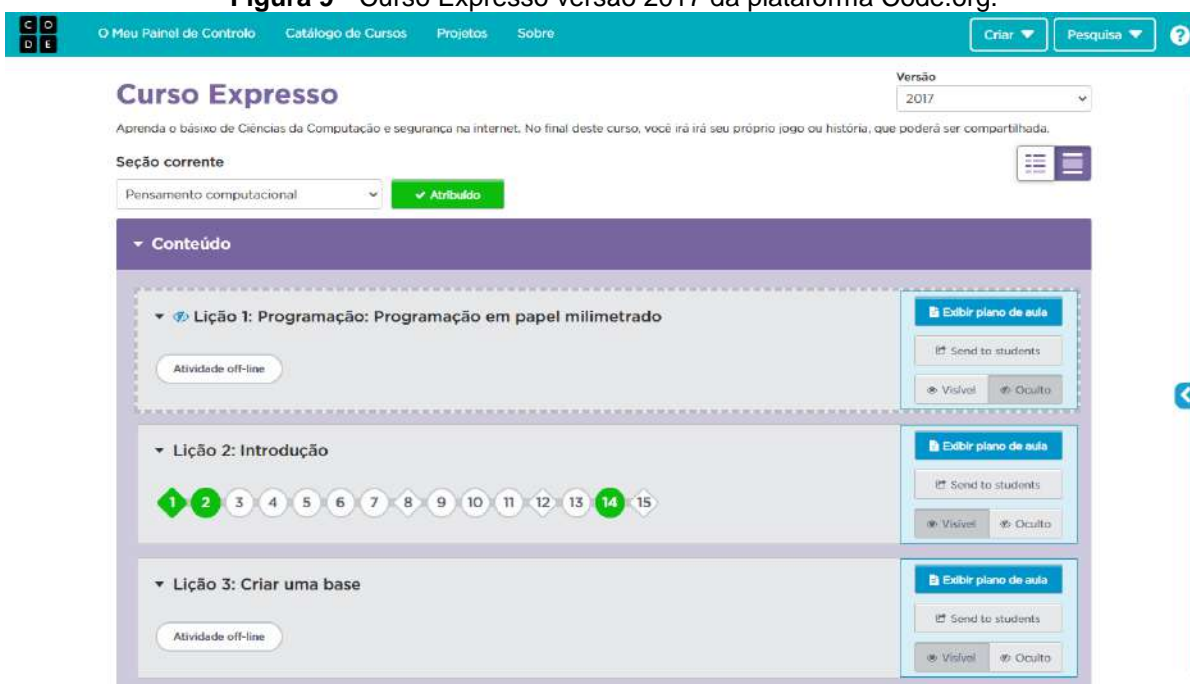 Figura 9 - Curso Expresso versão 2017 da plataforma Code.org.
C O
D E
O Meu Painel de Controlo Catálogo de Cursos Projetos Sobre Criar Pesquisa ?
Versão
Curso Expresso
2017
Aprenda o básixo de Ciências da Computação e segurança na internet. No final deste curso, você irá irá seu próprio jogo ou história, que poderá ser compartilhada.
Seção corrente
Pensamento computacional Atribuído
Conteúdo
Lição 1: Programação: Programação em papel milimetrado
Exibir plano de aula
Send to students
Atividade off-line
Visível Oculto
Lição 2: Introdução
Exibir plano de aula
Send to students
1 2 3 4 5 6 7 8 9 10 11 12 13 14 15
Visível Oculto
Lição 3: Criar uma base
Exibir plano de aula
Send to students
Atividade off-line
Visível Oculto